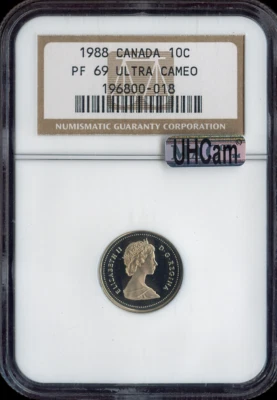 1988 CANADA 10C
PF 69 ULTRA CAMEO
196800-018
NUMISMATIC GUARANTY CORPORATION
UHCam
ELIZABETH II D·G·REGINA